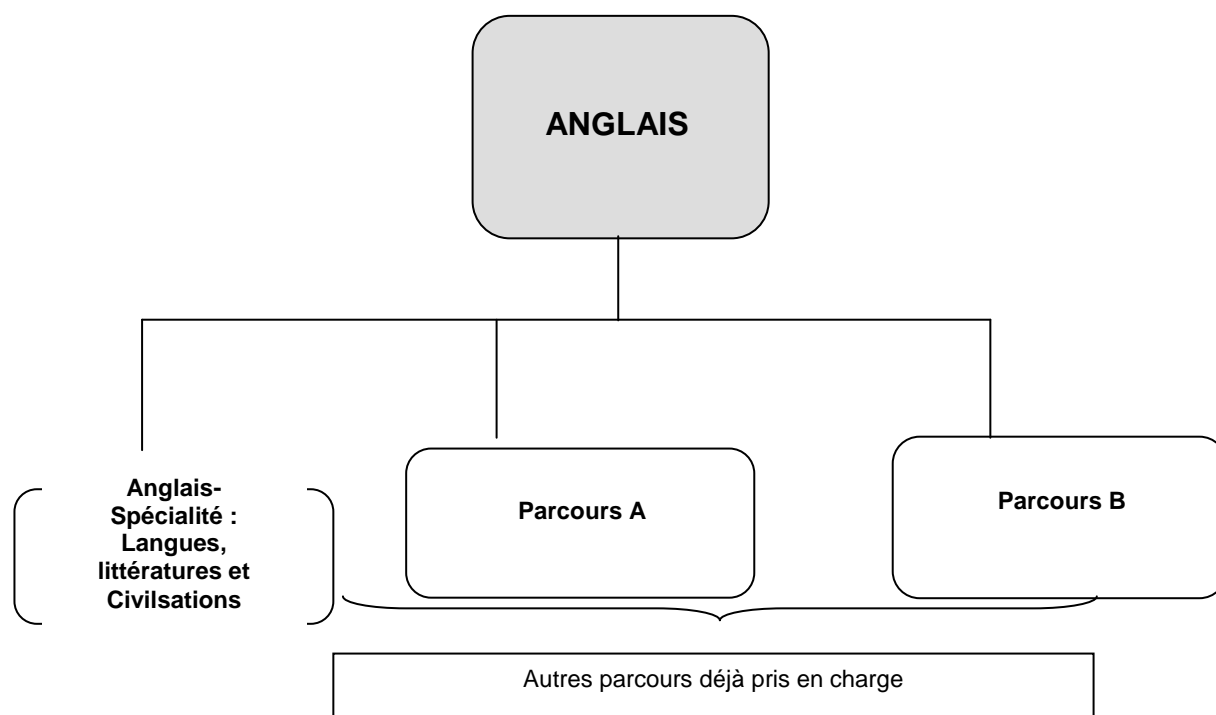 ANGLAIS
Anglais-
Spécialité :
Langues,
littératures et
Civilsations
Parcours A
Parcours B
Autres parcours déjà pris en charge